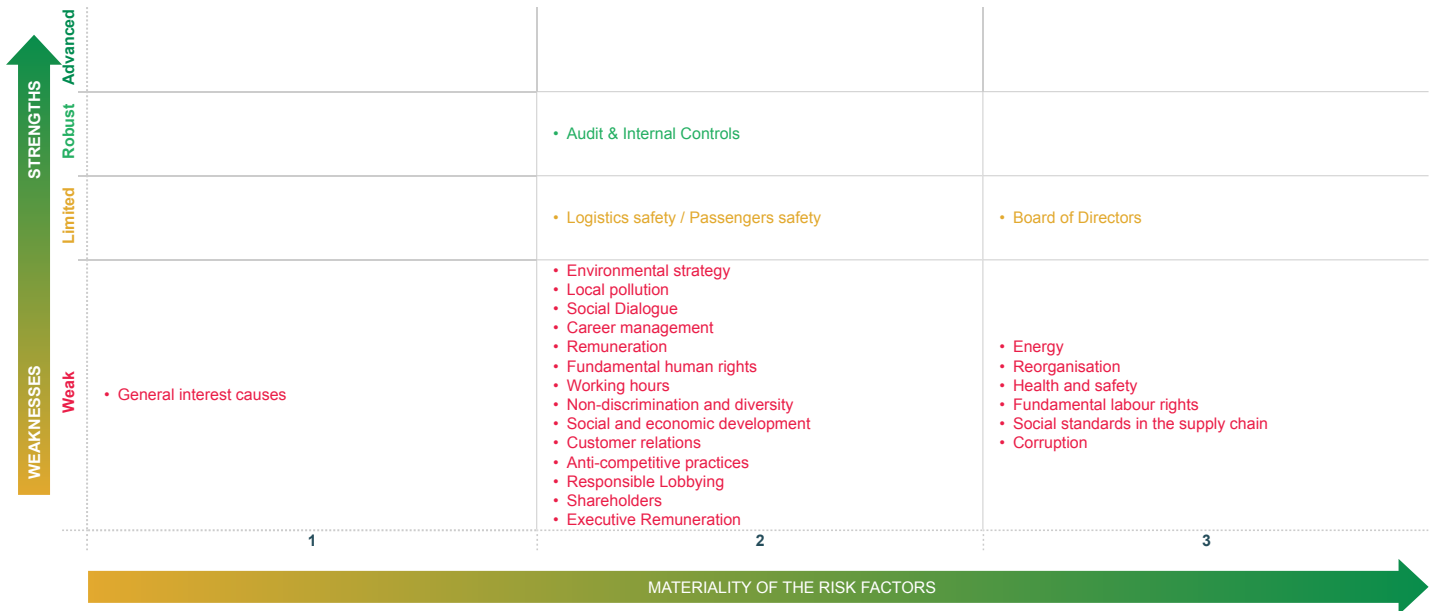 STRENGTHS
WEAKNESSES
Advanced
Robust
• Audit & Internal Controls
Limited
• Logistics safety / Passengers safety
• Board of Directors
Weak
• General interest causes
• Environmental strategy
• Local pollution
• Social Dialogue
• Career management
• Remuneration
• Fundamental human rights
• Working hours
• Non-discrimination and diversity
• Social and economic development
• Customer relations
• Anti-competitive practices
• Responsible Lobbying
• Shareholders
• Executive Remuneration
• Energy
• Reorganisation
• Health and safety
• Fundamental labour rights
• Social standards in the supply chain
• Corruption
1
2
3
MATERIALITY OF THE RISK FACTORS